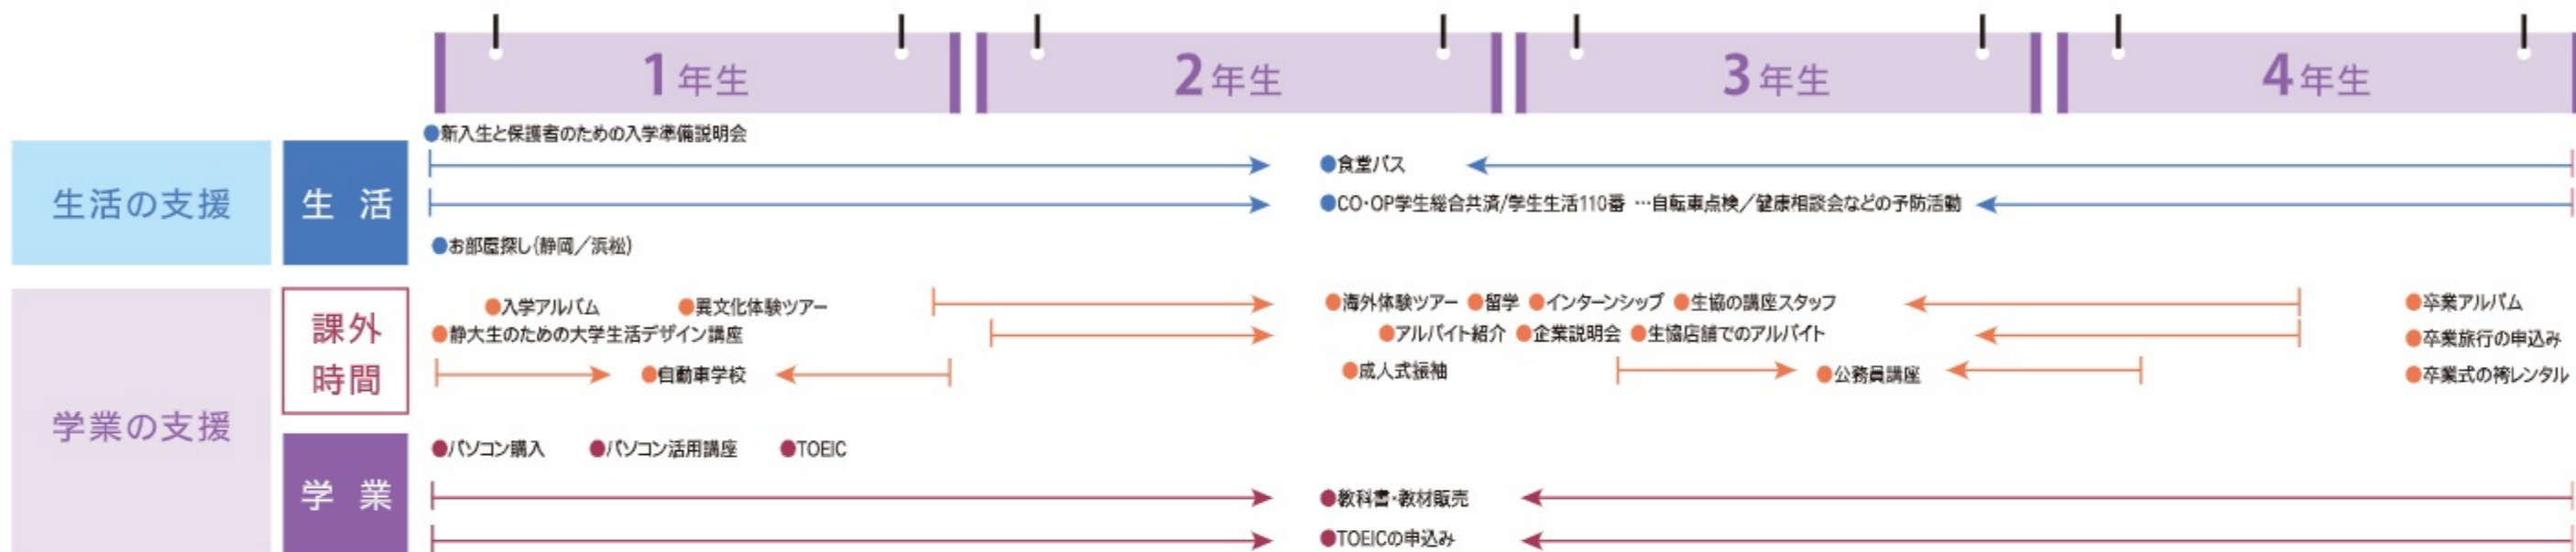 1年生 2年生 3年生 4年生
●新入生と保護者のための入学準備説明会
生活の支援
生 活
●食堂パス
●CO・OP学生総合共済/学生生活110番 …自転車点検／健康相談会などの予防活動
●お部屋探し(静岡／浜松)
学業の支援
課外
時間
●入学アルバム ●異文化体験ツアー ●海外体験ツアー ●留学 ●インターンシップ ●生協の講座スタッフ ●卒業アルバム
●静大生のための大学生活デザイン講座 ●アルバイト紹介 ●企業説明会 ●生協店舗でのアルバイト ●卒業旅行の申込み
●自動車学校 ●成人式振袖 ●公務員講座 ●卒業式の袴レンタル
学 業
●パソコン購入 ●パソコン活用講座 ●TOEIC
●教科書・教材販売
●TOEICの申込み